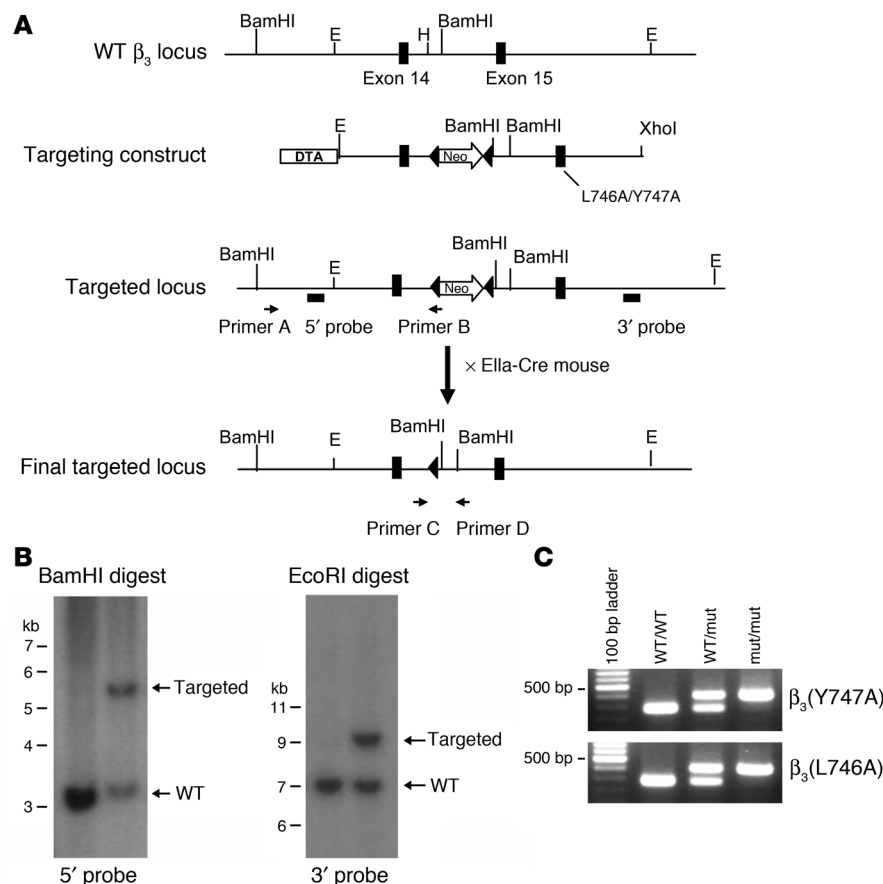 A
WT β3 locus
BamHI
E
H
BamHI
E
Exon 14
Exon 15
Targeting construct
DTA
E
Neo
BamHI
BamHI
XhoI
L746A/Y747A
Targeted locus
BamHI
E
Neo
BamHI
BamHI
E
Primer A
5′ probe
Primer B
3′ probe
× EIIa-Cre mouse
Final targeted locus
BamHI
E
BamHI
BamHI
E
Primer C
Primer D
B
BamHI digest
kb
7
6
5
4
3
Targeted
WT
5′ probe
EcoRI digest
kb
11
9
7
6
Targeted
WT
3′ probe
C
100 bp ladder
WT/WT
WT/mut
mut/mut
500 bp
β3(Y747A)
500 bp
β3(L746A)